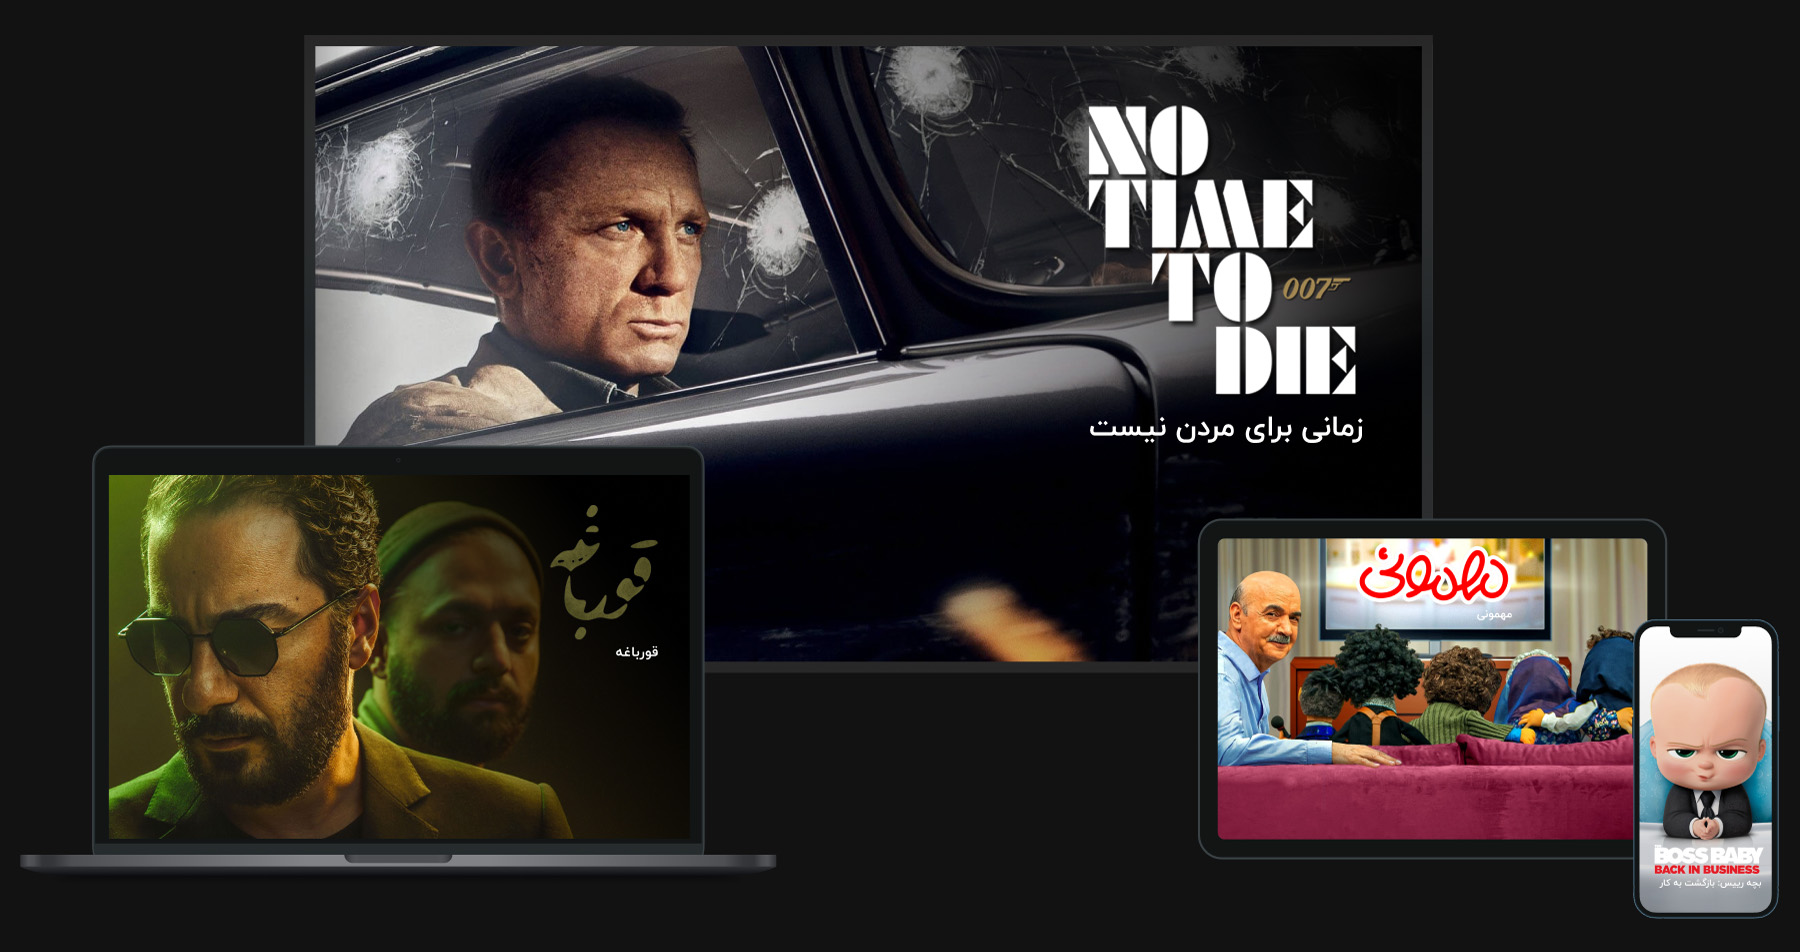 NO
TIME
TO
007
DIE
زمانی برای مردن نیست
قورباغه
قورباغه
مهمونی
مهمونی
THE
BOSS BABY
BACK IN BUSINESS
بچه رییس: بازگشت به کار